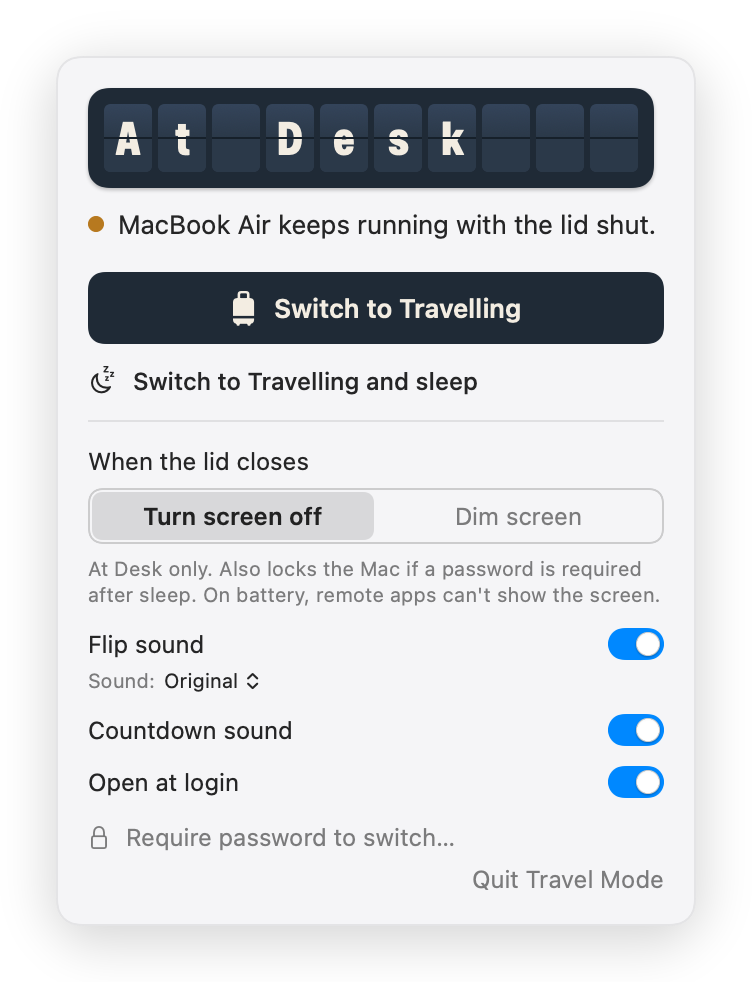 At Desk
MacBook Air keeps running with the lid shut.
Switch to Travelling
Switch to Travelling and sleep
When the lid closes
Turn screen off
Dim screen
At Desk only. Also locks the Mac if a password is required
after sleep. On battery, remote apps can't show the screen.
Flip sound
Sound: Original
Countdown sound
Open at login
Require password to switch...
Quit Travel Mode